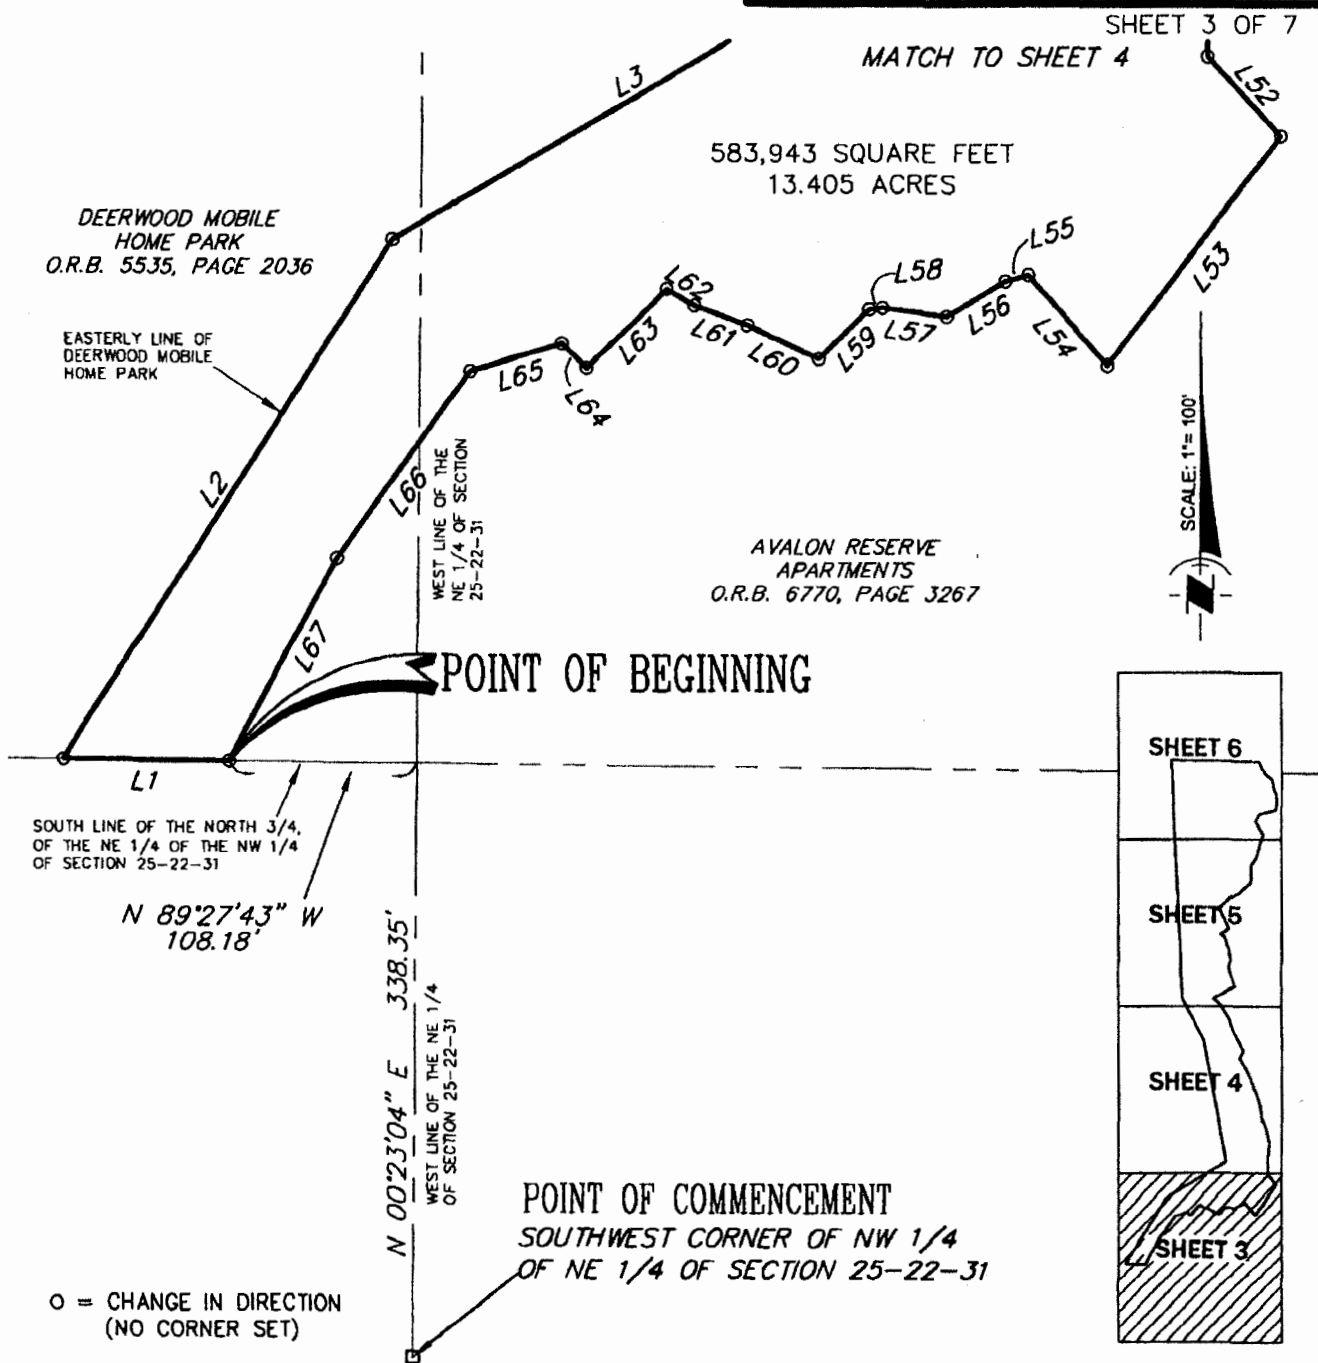 SHEET 3 OF 7
MATCH TO SHEET 4
L3
L52
583,943 SQUARE FEET
13.405 ACRES
DEERWOOD MOBILE
HOME PARK
O.R.B. 5535, PAGE 2036
L55
L53
L58
L62
L61
L63
L60
L59
L57
L56
L54
EASTERLY LINE OF
DEERWOOD MOBILE
HOME PARK
L65
L64
L2
L66
WEST LINE OF THE
NE 1/4 OF SECTION
25-22-31
SCALE: 1"= 100'
AVALON RESERVE
APARTMENTS
O.R.B. 6770, PAGE 3267
N
L67
POINT OF BEGINNING
L1
SOUTH LINE OF THE NORTH 3/4,
OF THE NE 1/4 OF THE NW 1/4
OF SECTION 25-22-31
N 89°27'43" W
108.18'
N 00°23'04" E 338.35'
WEST LINE OF THE NE 1/4
OF SECTION 25-22-31
SHEET 6
SHEET 5
SHEET 4
SHEET 3
POINT OF COMMENCEMENT
SOUTHWEST CORNER OF NW 1/4
OF NE 1/4 OF SECTION 25-22-31
O = CHANGE IN DIRECTION
(NO CORNER SET)